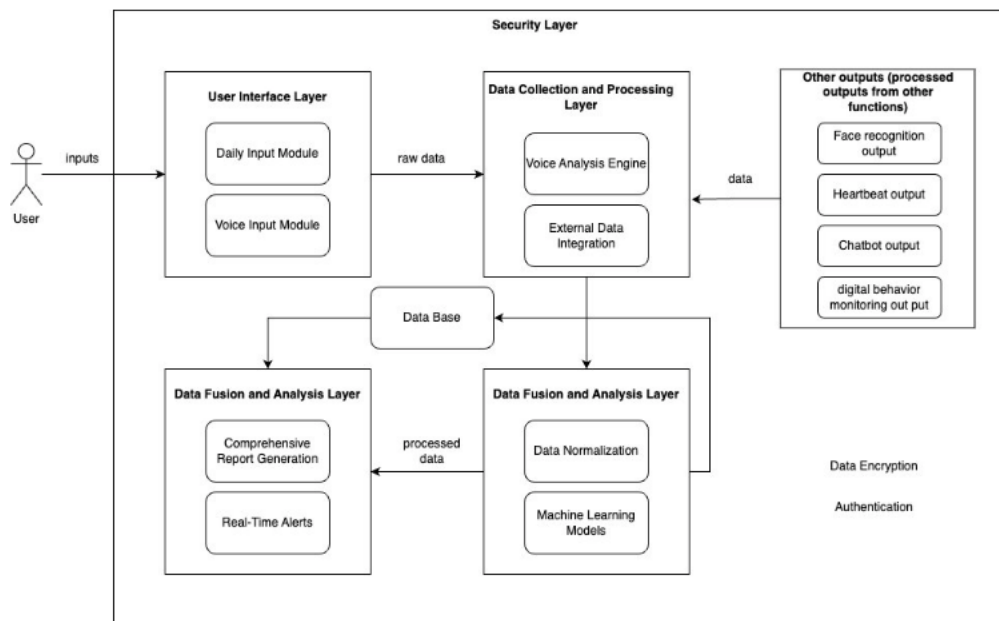 Security Layer
User Interface Layer
Daily Input Module
Voice Input Module
Data Collection and Processing
Layer
Voice Analysis Engine
External Data
Integration
Other outputs (processed
outputs from other
functions)
Face recognition
output
Heartbeat output
Chatbot output
digital behavior
monitoring out put
inputs
raw data
data
User
Data Base
Data Fusion and Analysis Layer
Comprehensive
Report Generation
Real-Time Alerts
processed
data
Data Fusion and Analysis Layer
Data Normalization
Machine Learning
Models
Data Encryption
Authentication